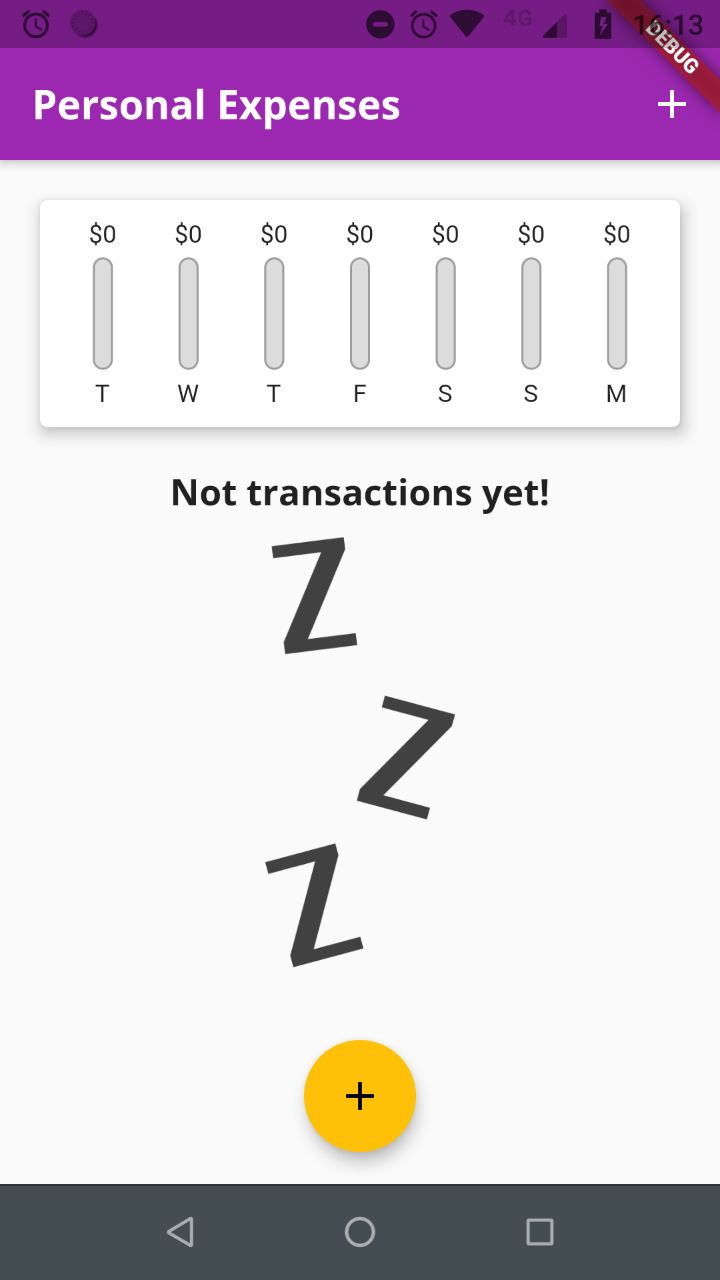 4G 16:13
DEBUG
Personal Expenses
$0 $0 $0 $0 $0 $0 $0
T W T F S S M
Not transactions yet!
Z
Z
Z